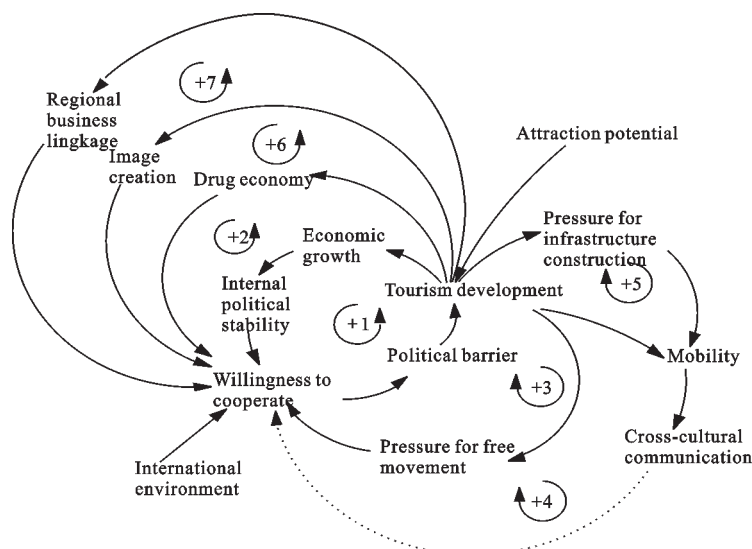 +7
Regional
business
lingkage
Image
creation
+6
Attraction potential
Drug economy
+2
Economic
growth
Pressure for
infrastructure
construction
+5
Internal
political
stability
Tourism development
+1
Political barrier
Mobility
Willingness to
cooperate
+3
Pressure for free
movement
Cross-cultural
communication
International
environment
+4